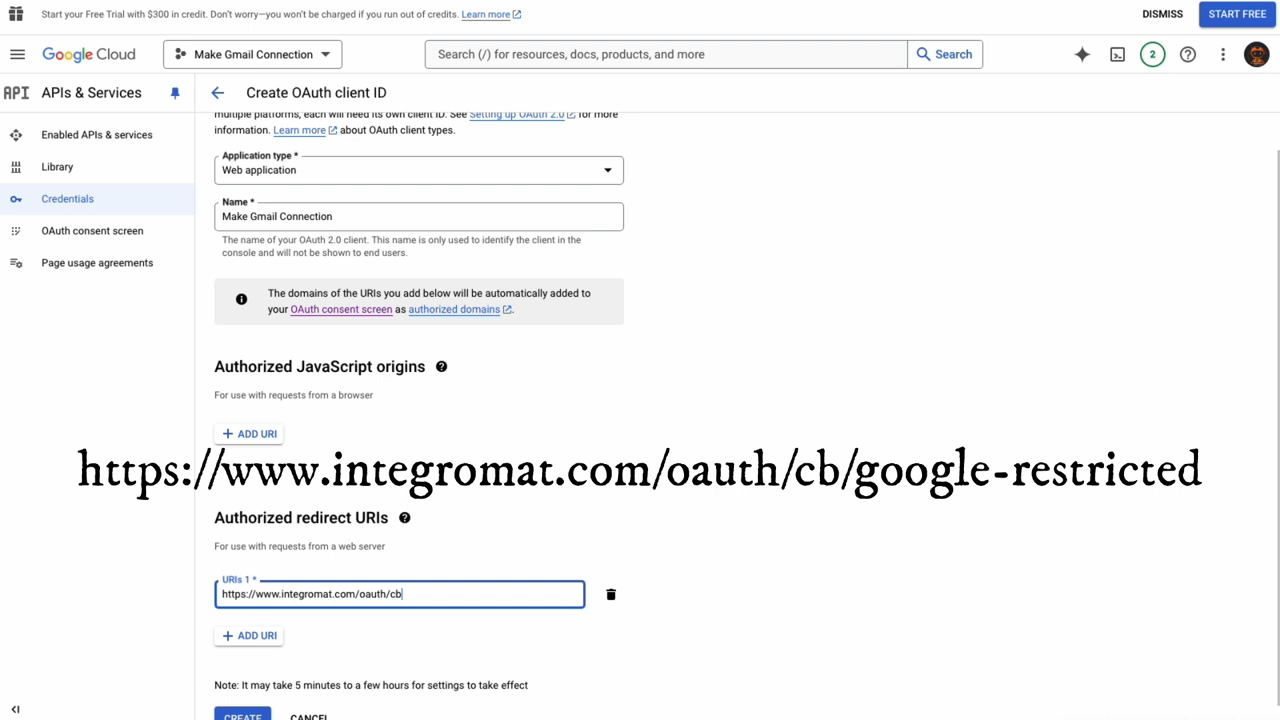 Start your Free Trial with $300 in credit. Don't worry—you won't be charged if you run out of credits. Learn more
DISMISS
START FREE
Google Cloud
Make Gmail Connection
Search (/) for resources, docs, products, and more
Search
2
API
APIs & Services
Create OAuth client ID
Enabled APIs & services
Library
Credentials
OAuth consent screen
Page usage agreements
multiple platforms, each will need its own client ID. See Setting up OAuth 2.0 for more
information. Learn more about OAuth client types.
Application type *
Web application
Name *
Make Gmail Connection
The name of your OAuth 2.0 client. This name is only used to identify the client in the
console and will not be shown to end users.
The domains of the URIs you add below will be automatically added to
your OAuth consent screen as authorized domains.
Authorized JavaScript origins
For use with requests from a browser
+ ADD URI
https://www.integromat.com/oauth/cb/google-restricted
Authorized redirect URIs
For use with requests from a web server
URIs 1 *
https://www.integromat.com/oauth/cb
+ ADD URI
Note: It may take 5 minutes to a few hours for settings to take effect
CREATE
CANCEL